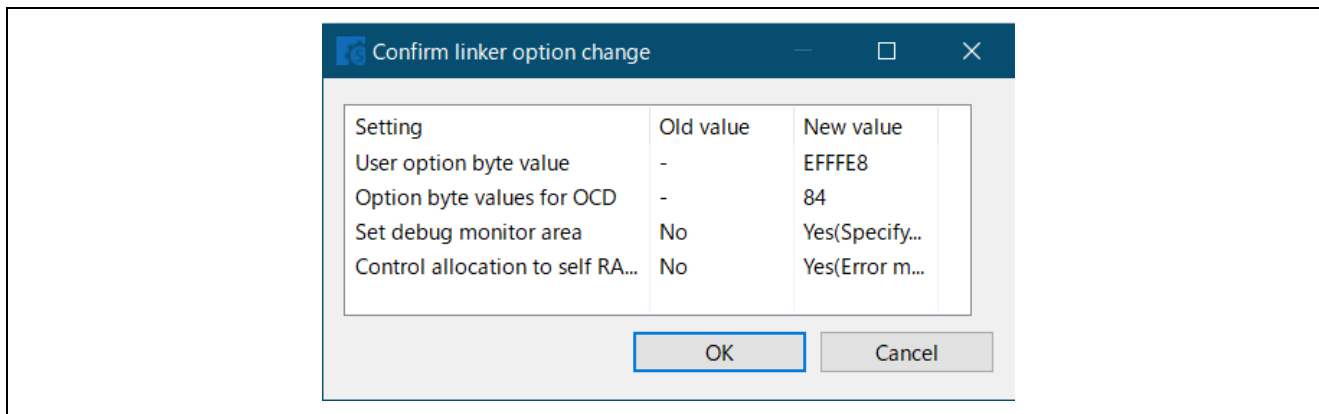 Confirm linker option change
Setting Old value New value
User option byte value - EFFFE8
Option byte values for OCD - 84
Set debug monitor area No Yes(Specify...
Control allocation to self RA... No Yes(Error m...
OK Cancel